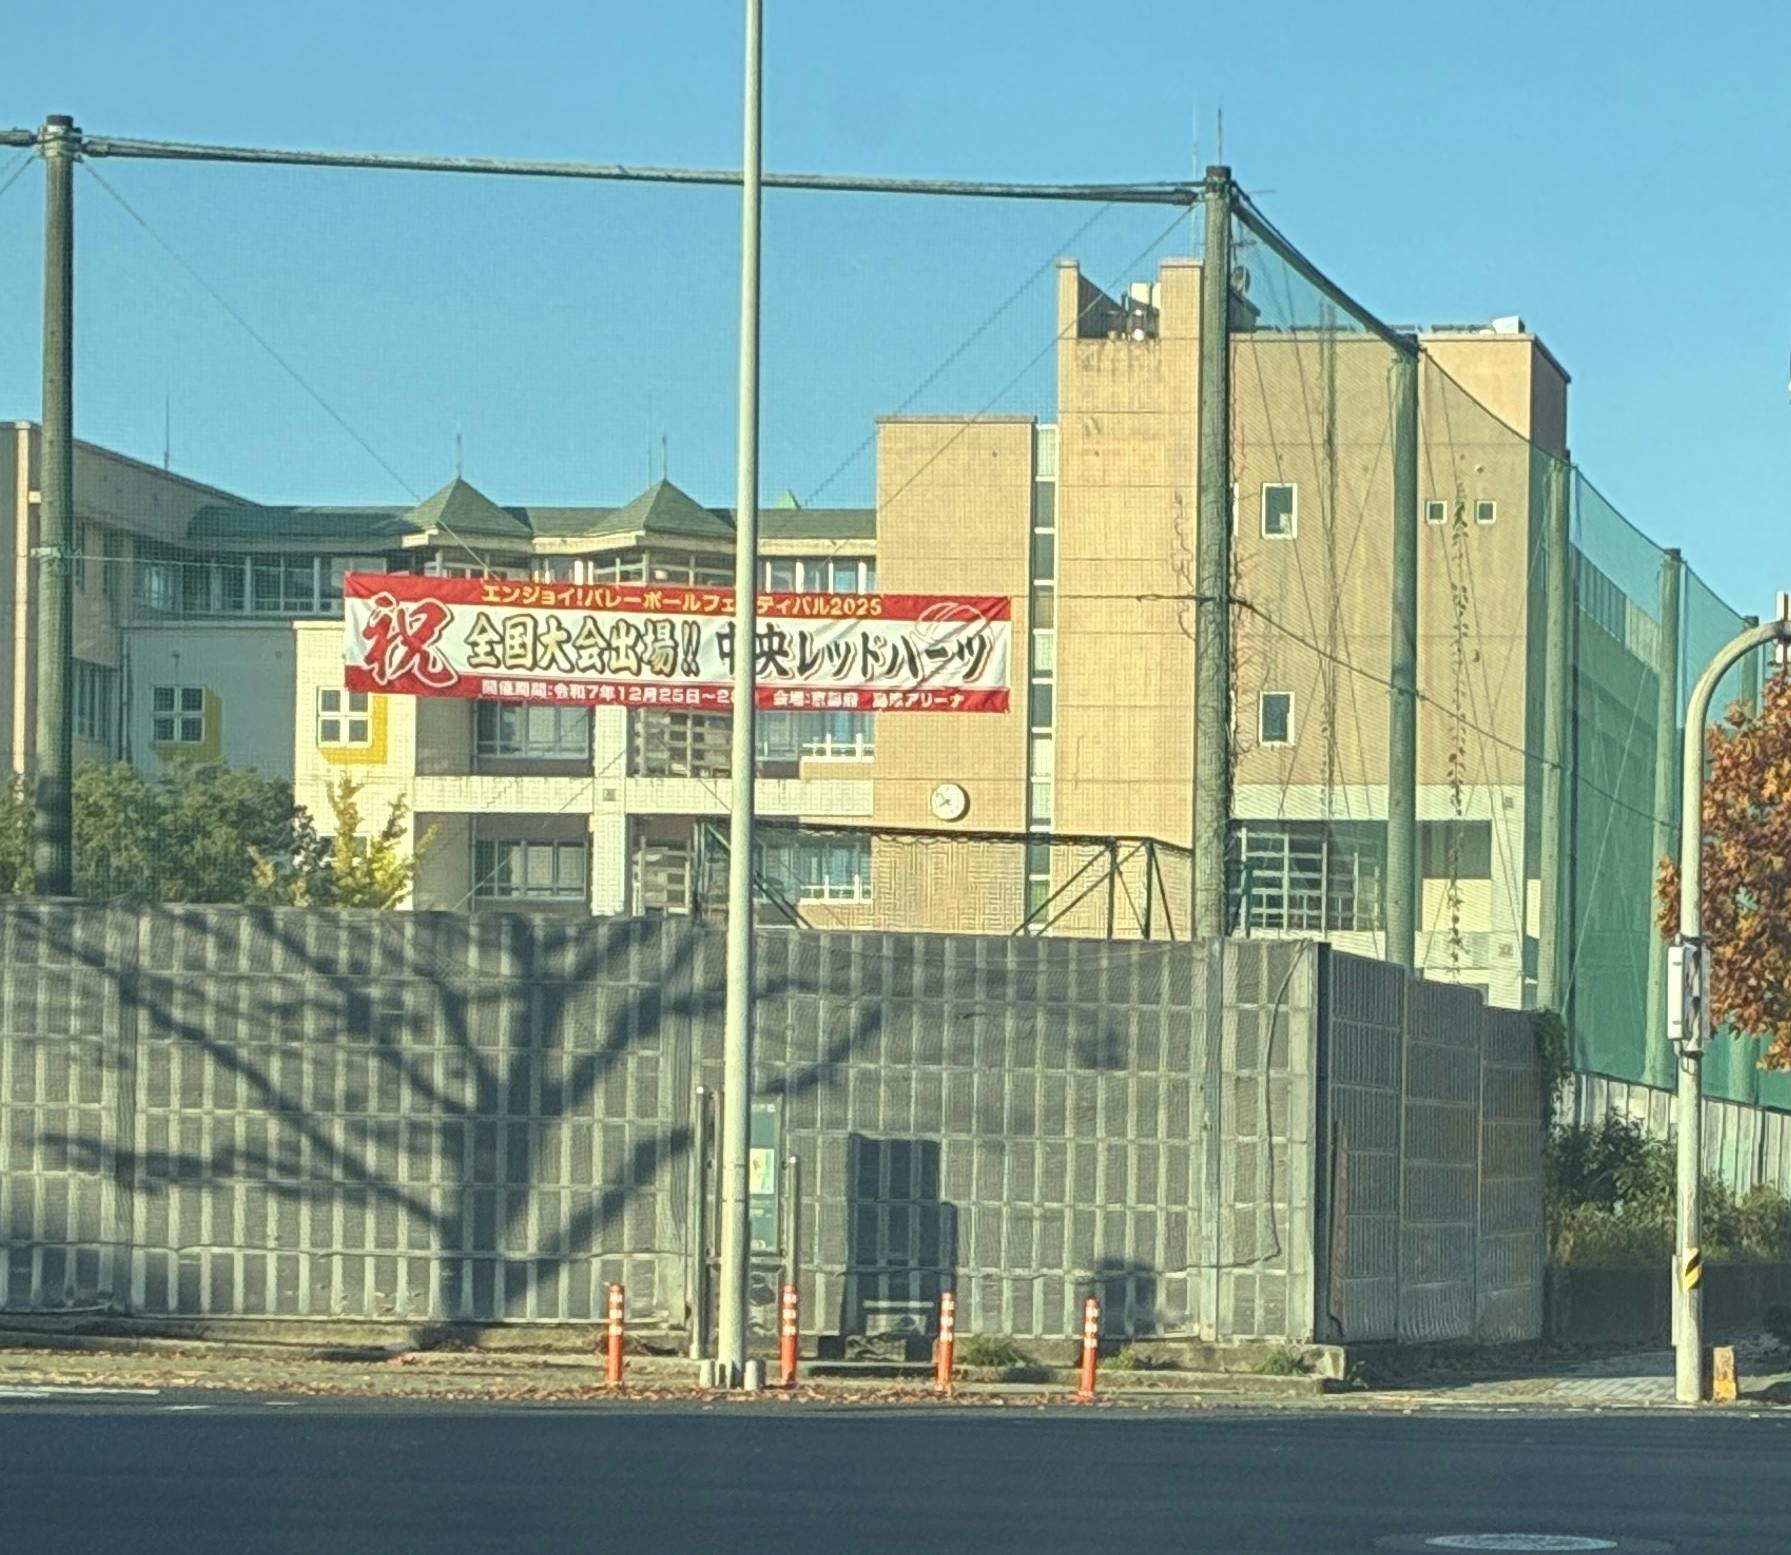 エンジョイ!バレーボールフェスティバル2025
祝 全国大会出場!! 中央レッドハーツ
開催期間:令和7年12月25日〜2 会場:京都府 島津アリーナ